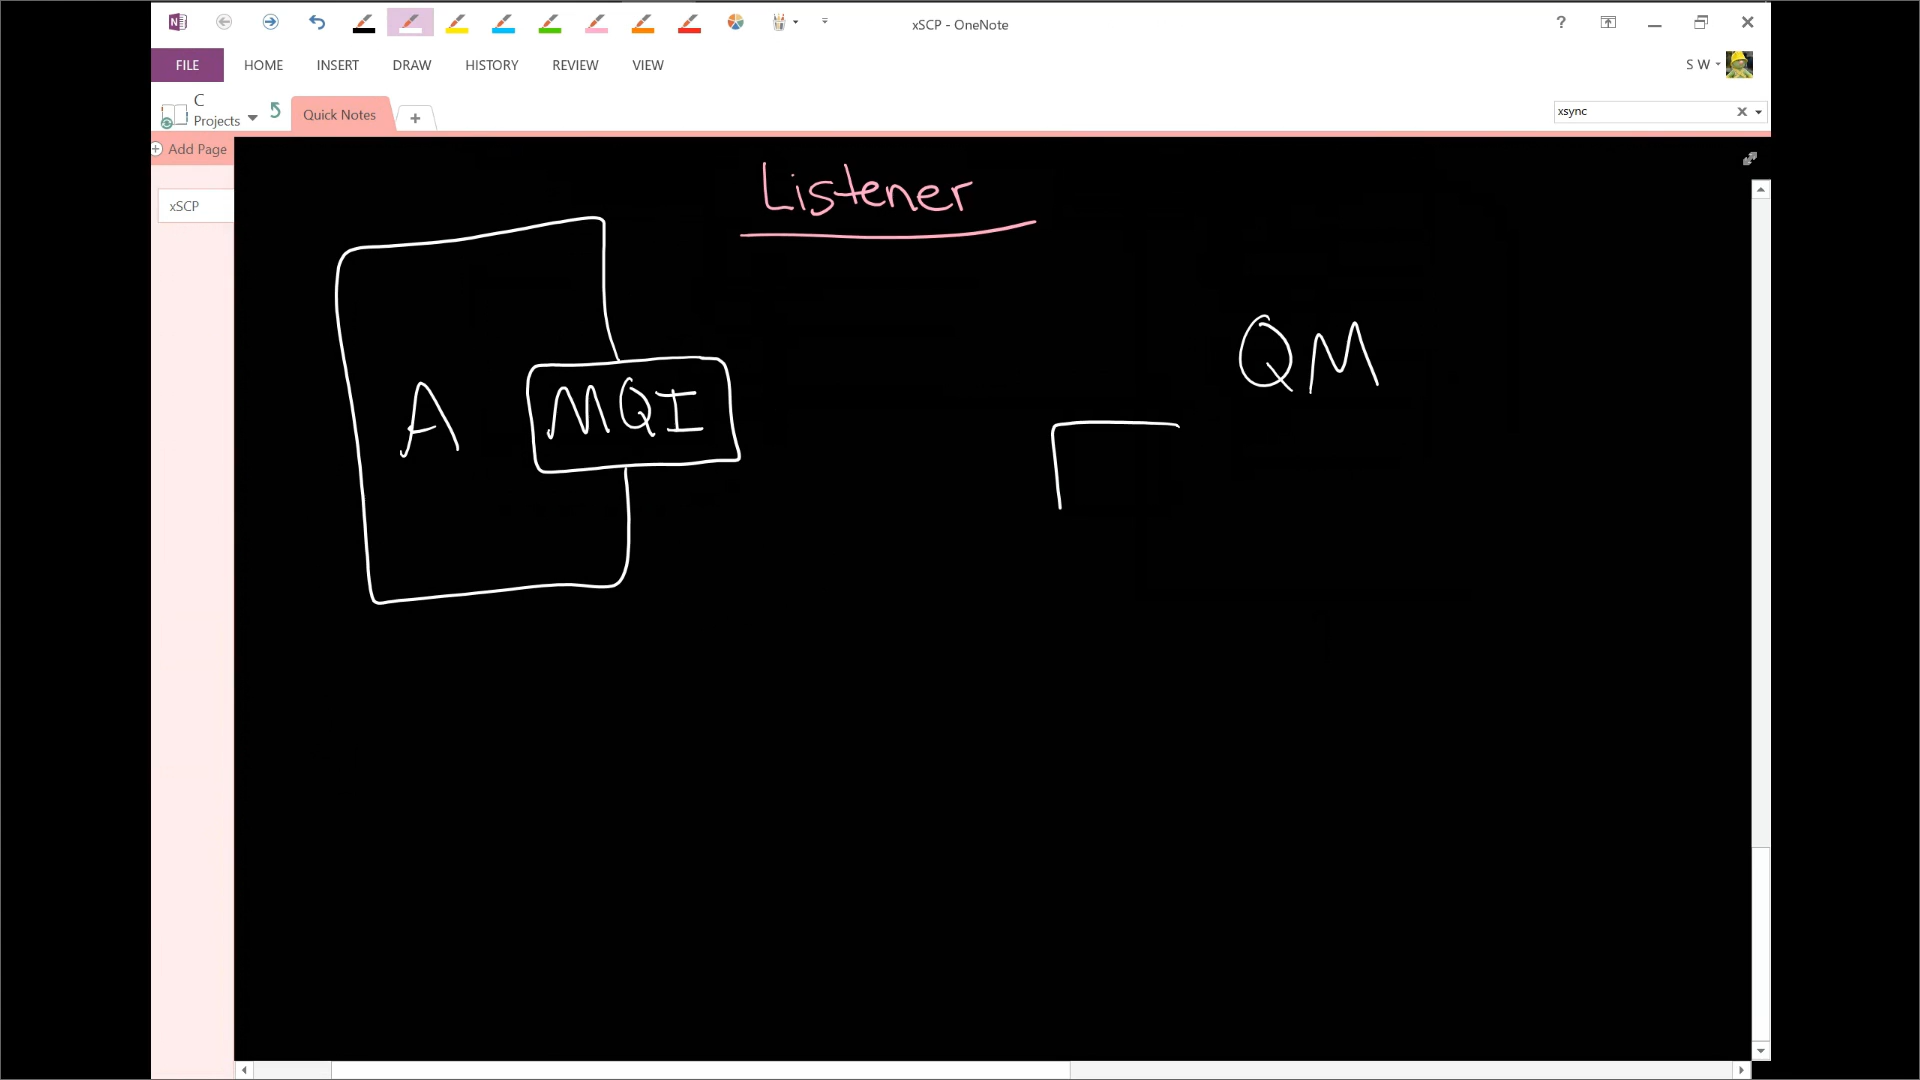 xSCP - OneNote
?
FILE HOME INSERT DRAW HISTORY REVIEW VIEW
S W
C
Projects
Quick Notes
+
xsync
Add Page
xSCP
Listener
QM
A
MQI